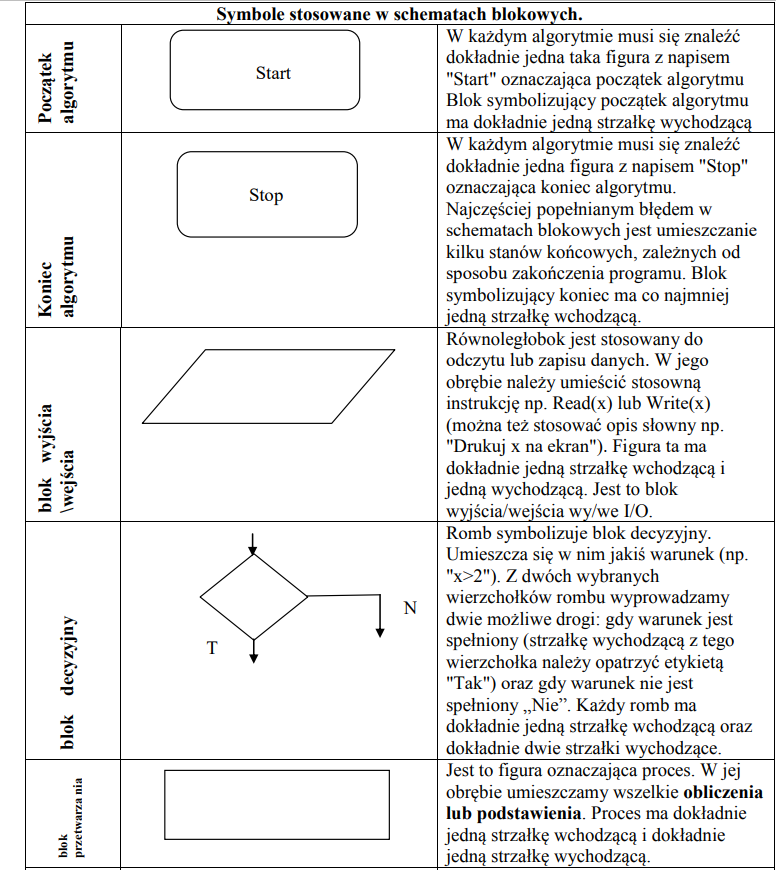 Symbole stosowane w schematach blokowych.
Początek
algorytmu
Start
W każdym algorytmie musi się znaleźć
dokładnie jedna taka figura z napisem
"Start" oznaczająca początek algorytmu
Blok symbolizujący początek algorytmu
ma dokładnie jedną strzałkę wychodzącą
Koniec
algorytmu
Stop
W każdym algorytmie musi się znaleźć
dokładnie jedna figura z napisem "Stop"
oznaczająca koniec algorytmu.
Najczęściej popełnianym błędem w
schematach blokowych jest umieszczanie
kilku stanów końcowych, zależnych od
sposobu zakończenia programu. Blok
symbolizujący koniec ma co najmniej
jedną strzałkę wchodzącą.
blok wyjścia
\wejścia
Równoległobok jest stosowany do
odczytu lub zapisu danych. W jego
obrębie należy umieścić stosowną
instrukcję np. Read(x) lub Write(x)
(można też stosować opis słowny np.
"Drukuj x na ekran"). Figura ta ma
dokładnie jedną strzałkę wchodzącą i
jedną wychodzącą. Jest to blok
wyjścia/wejścia wy/we I/O.
blok decyzyjny
T
N
Romb symbolizuje blok decyzyjny.
Umieszcza się w nim jakiś warunek (np.
"x>2"). Z dwóch wybranych
wierzchołków rombu wyprowadzamy
dwie możliwe drogi: gdy warunek jest
spełniony (strzałkę wychodzącą z tego
wierzchołka należy opatrzyć etykietą
"Tak") oraz gdy warunek nie jest
spełniony „Nie”. Każdy romb ma
dokładnie jedną strzałkę wchodzącą oraz
dokładnie dwie strzałki wychodzące.
blok
przetwarza nia
Jest to figura oznaczająca proces. W jej
obrębie umieszczamy wszelkie obliczenia
lub podstawienia. Proces ma dokładnie
jedną strzałkę wchodzącą i dokładnie
jedną strzałkę wychodzącą.